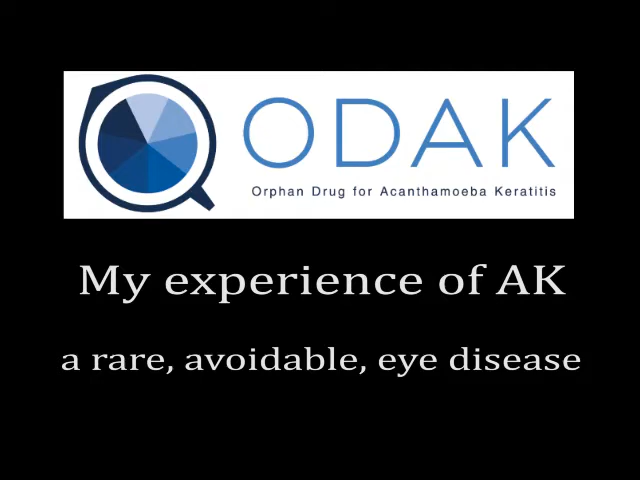 ODAK
Orphan Drug for Acanthamoeba Keratitis
My experience of AK
a rare, avoidable, eye disease